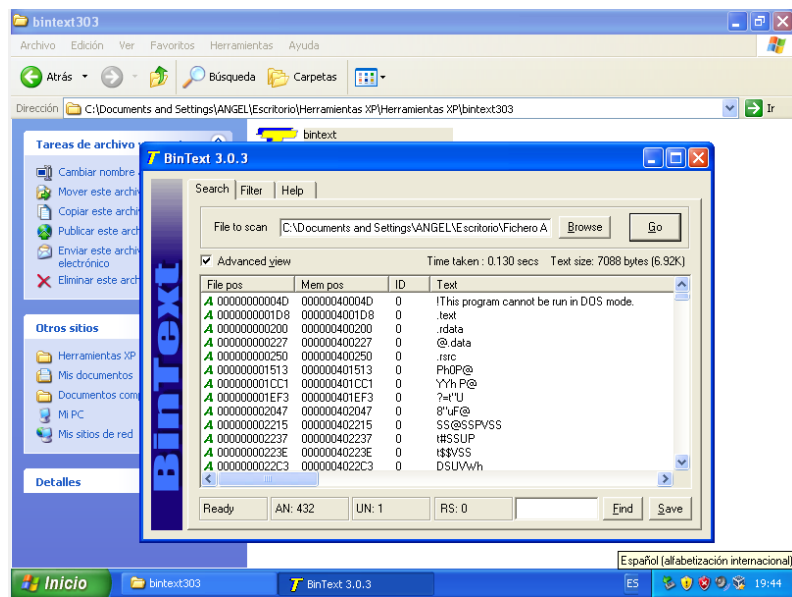 bintext303
Archivo Edición Ver Favoritos Herramientas Ayuda
Atrás Búsqueda Carpetas
Dirección C:\Documents and Settings\ANGEL\Escritorio\Herramientas XP\Herramientas XP\bintext303 Ir
Tareas de archivo
Cambiar nombre
Mover este archi
Copiar este archi
Publicar este arch
Enviar este archi
electrónico
Eliminar este arch
Otros sitios
Herramientas XP
Mis documentos
Documentos com
Mi PC
Mis sitios de red
Detalles
bintext
BinText 3.0.3
BinText
Search Filter Help
File to scan C:\Documents and Settings\ANGEL\Escritorio\Fichero A Browse Go
Advanced view Time taken : 0.130 secs Text size: 7088 bytes (6.92K)
File pos Mem pos ID Text
A 00000000004D 00000040004D 0 !This program cannot be run in DOS mode.
A 0000000001D8 0000004001D8 0 .text
A 000000000200 000000400200 0 .rdata
A 000000000227 000000400227 0 @.data
A 000000000250 000000400250 0 .rsrc
A 000000001513 000000401513 0 Ph0P@
A 000000001CC1 000000401CC1 0 YYh P@
A 000000001EF3 000000401EF3 0 ?=t"U
A 000000002047 000000402047 0 8"uF@
A 000000002215 000000402215 0 SS@SSPVSS
A 000000002237 000000402237 0 t#SSUP
A 00000000223E 00000040223E 0 t$$VSS
A 0000000022C3 0000004022C3 0 DSUVWh
Ready AN: 432 UN: 1 RS: 0 Find Save
Español (alfabetización internacional)
Inicio bintext303 BinText 3.0.3 ES 19:44